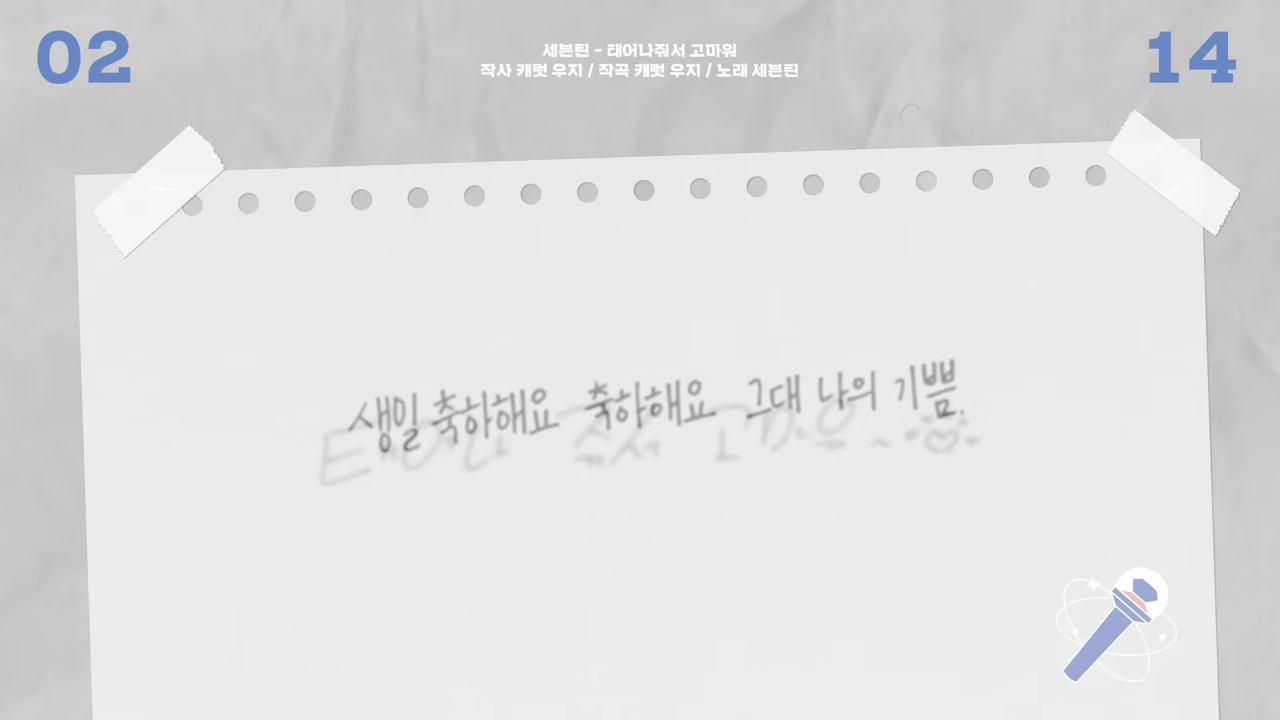 02
세븐틴 - 태어나줘서 고마워
작사 캐럿 우지 / 작곡 캐럿 우지 / 노래 세븐틴
14
생일 축하해요 축하해요 그대 나의 기쁨.